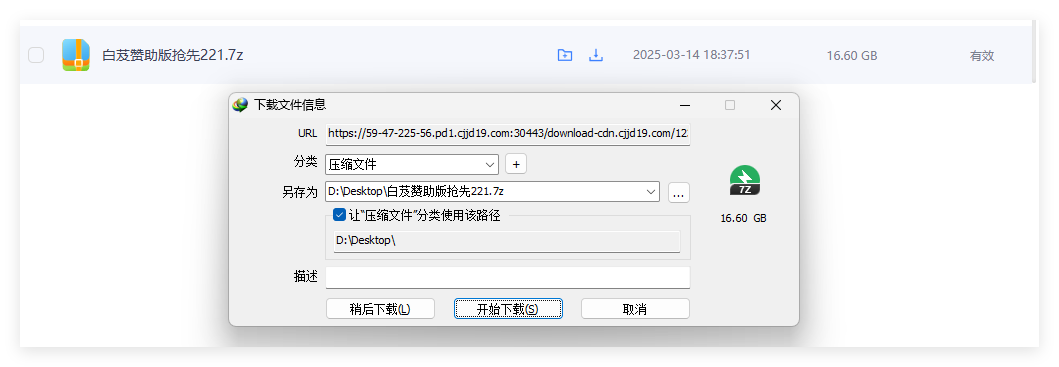 白芨赞助版抢先221.7z 2025-03-14 18:37:51 16.60 GB 有效
下载文件信息
URL https://59-47-225-56.pd1.cjjd19.com:30443/download-cdn.cjjd19.com/12
分类 压缩文件 +
另存为 D:\Desktop\白芨赞助版抢先221.7z ...
7Z
让"压缩文件"分类使用该路径
16.60 GB
D:\Desktop\
描述
稍后下载(L) 开始下载(S) 取消